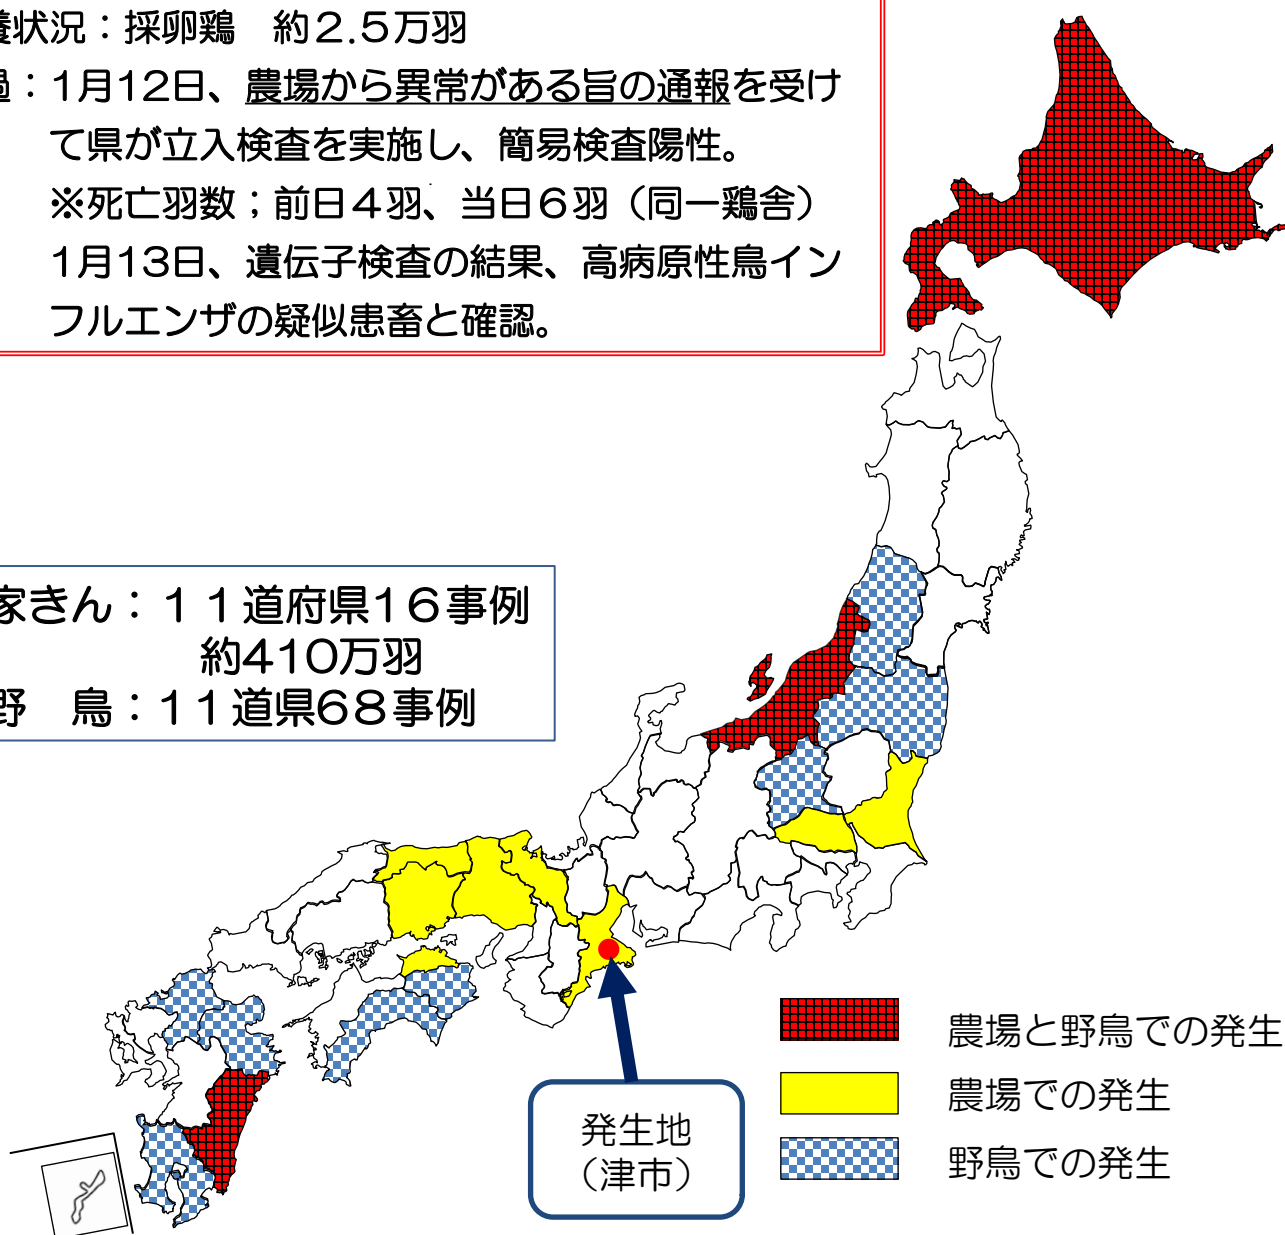 養状況：採卵鶏　約２.５万羽
過：１月１２日、農場から異常がある旨の通報を受け
て県が立入検査を実施し、簡易検査陽性。
※死亡羽数；前日４羽、当日６羽（同一鶏舎）
１月１３日、遺伝子検査の結果、高病原性鳥イン
フルエンザの疑似患畜と確認。
家きん：１１道府県１６事例
約４１０万羽
野　鳥：１１道県６８事例
発生地
（津市）
農場と野鳥での発生
農場での発生
野鳥での発生